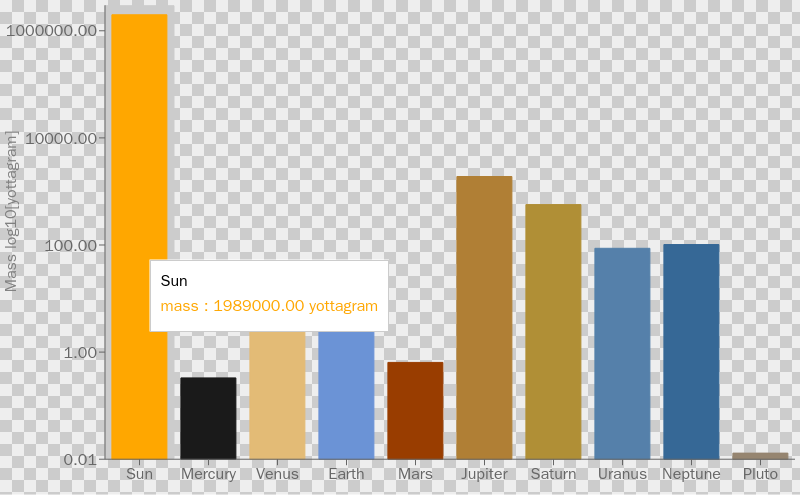 1000000.00
10000.00
100.00
1.00
0.01
Mass log10[yottagram]
Sun
mass : 1989000.00 yottagram
Sun Mercury Venus Earth Mars Jupiter Saturn Uranus Neptune Pluto